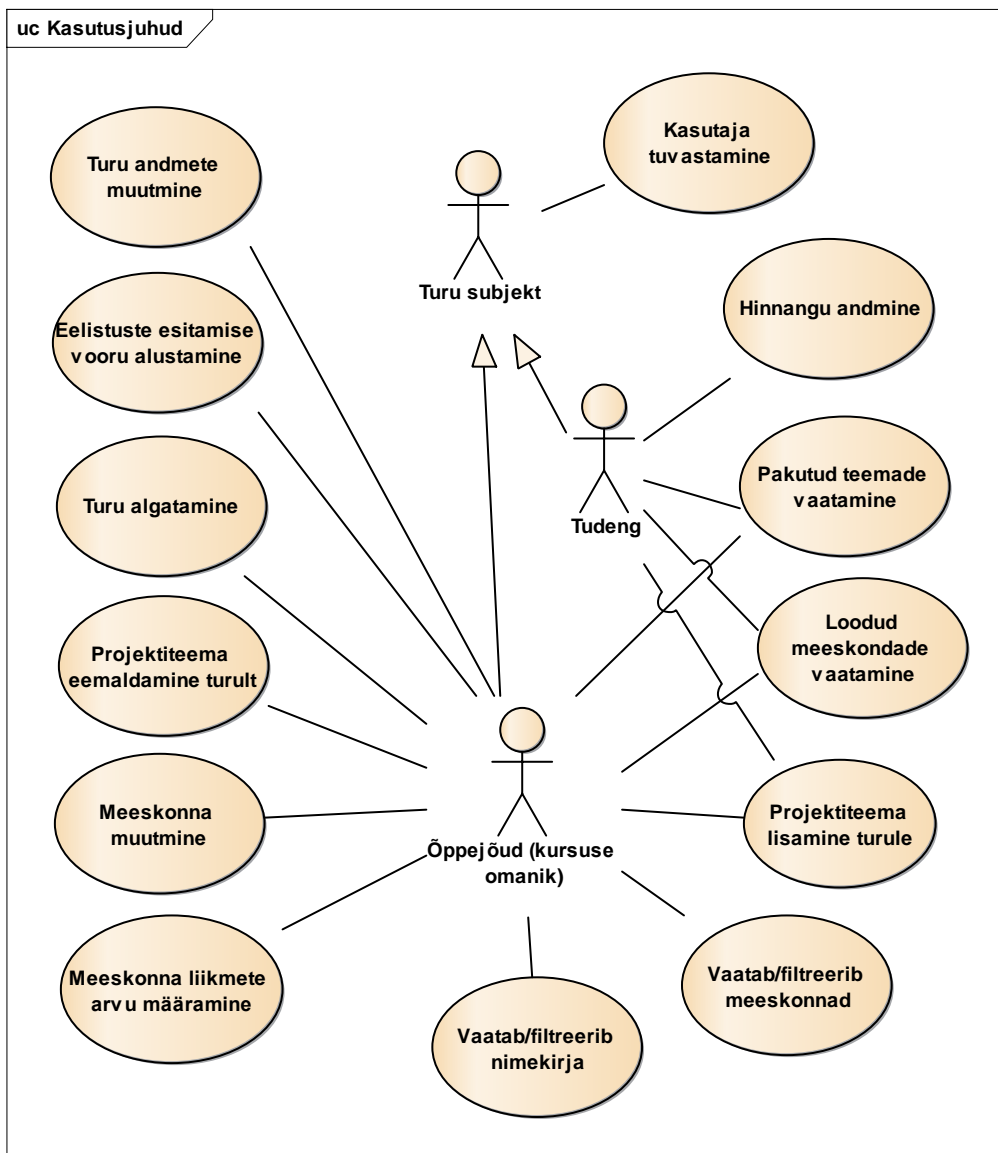 uc Kasutusjuhud
Turu andmete
muutmine
Kasutaja
tuvastamine
Turu subjekt
Eelistuste esitamise
vooru alustamine
Hinnangu andmine
Turu algatamine
Tudeng
Pakutud teemade
vaatamine
Projektiteema
eemaldamine turult
Loodud
meeskondade
vaatamine
Meeskonna
muutmine
Õppejõud (kursuse
omanik)
Projektiteema
lisamine turule
Meeskonna liikmete
arvu määramine
Vaatab/filtreerib
nimekirja
Vaatab/filtreerib
meeskonnad